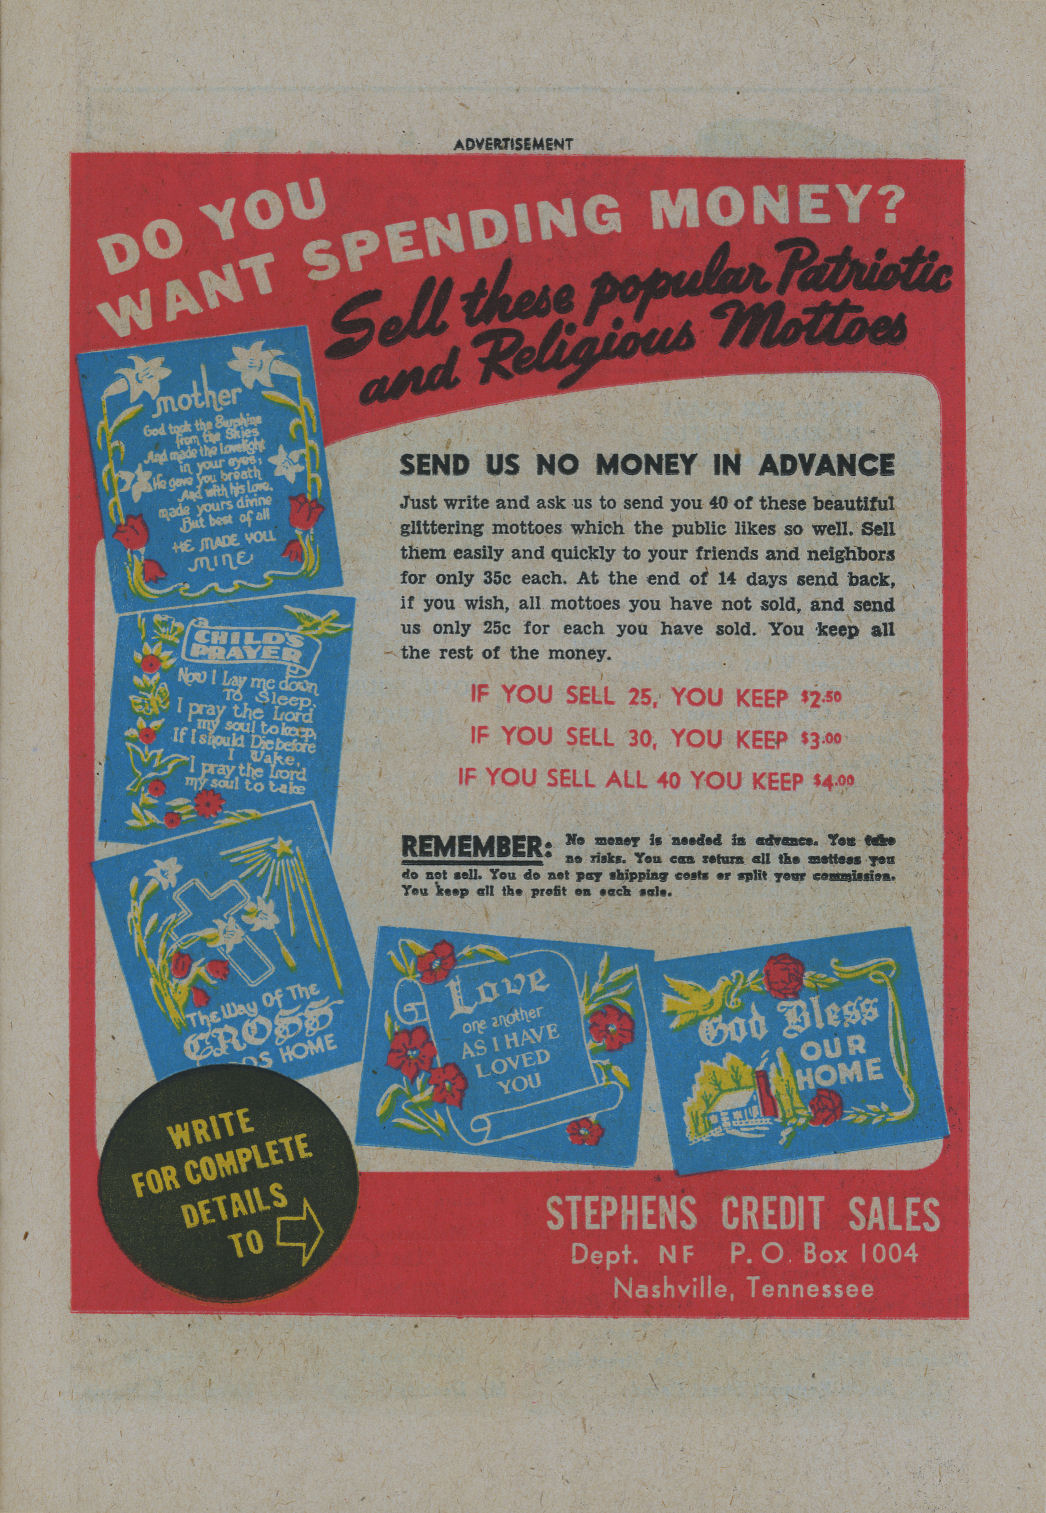 ADVERTISEMENT
DO YOU
WANT SPENDING MONEY?
Sell these popular Patriotic
and Religious Mottoes
mother
God took the Sunshine
from the Skies
And made the Lovelight
in your eyes;
He gave you breath
And with his Love,
made yours divine
But best of all
HE MADE YOU
MINE
CHILD'S
PRAYER
Now I Lay me down
To Sleep,
I pray the Lord
my soul to keep,
If I should Die before
I Wake,
I pray the Lord
my soul to take
The Way Of The
CROSS
HOME
SEND US NO MONEY IN ADVANCE
Just write and ask us to send you 40 of these beautiful
glittering mottoes which the public likes so well. Sell
them easily and quickly to your friends and neighbors
for only 35c each. At the end of 14 days send back,
if you wish, all mottoes you have not sold, and send
us only 25c for each you have sold. You keep all
the rest of the money.
IF YOU SELL 25, YOU KEEP $2.50
IF YOU SELL 30, YOU KEEP $3.00
IF YOU SELL ALL 40 YOU KEEP $4.00
REMEMBER: No money is needed in advance. You take
no risks. You can return all the mottoes you
do not sell. You do not pay shipping costs or split your commission.
You keep all the profit on each sale.
Love
one another
AS I HAVE
LOVED
YOU
God Bless
OUR
HOME
WRITE
FOR COMPLETE
DETAILS
TO
STEPHENS CREDIT SALES
Dept. NF P. O. Box 1004
Nashville, Tennessee